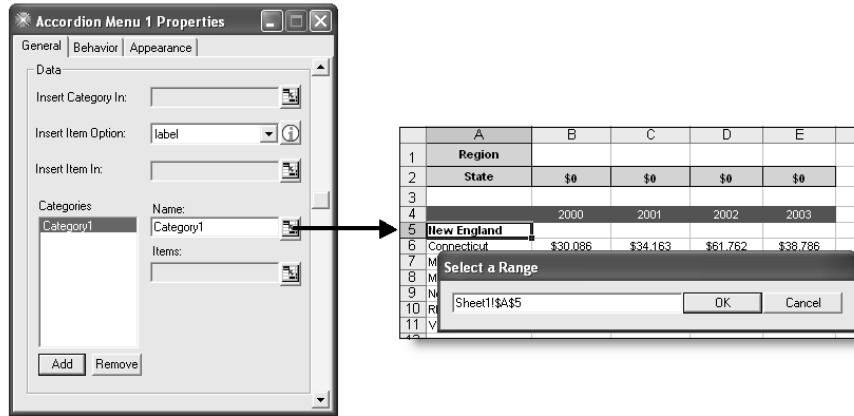 Accordion Menu 1 Properties
General Behavior Appearance
Data
Insert Category In:
Insert Item Option: label
Insert Item In:
Categories
Category1
Name:
Category1
Items:
Add Remove
A B C D E
1 Region
2 State $0 $0 $0 $0
3
4 2000 2001 2002 2003
5 New England
6 Connecticut $30,086 $34,163 $61,762 $38,786
7 M
8 M
9 N
10 R
11 V
Select a Range
Sheet1!$A$5 OK Cancel